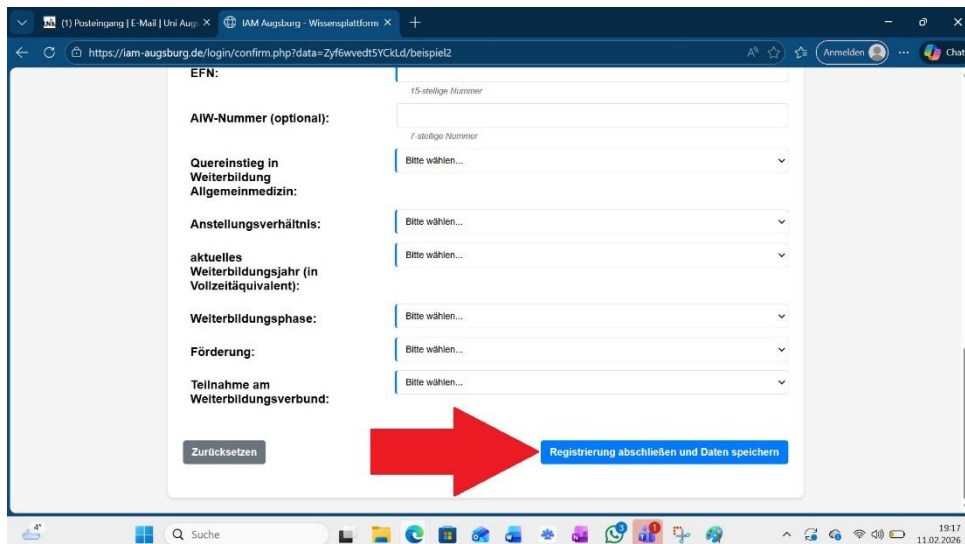 (1) Posteingang | E-Mail | Uni Aug
IAM Augsburg - Wissensplattform
https://iam-augsburg.de/login/confirm.php?data=Zyf6wvedt5YCkLd/beispiel2
Anmelden
Chat
EFN:
15-stellige Nummer
AIW-Nummer (optional):
7-stellige Nummer
Quereinstieg in
Weiterbildung
Allgemeinmedizin:
Bitte wählen...
Anstellungsverhältnis:
Bitte wählen...
aktuelles
Weiterbildungsjahr (in
Vollzeitäquivalent):
Bitte wählen...
Weiterbildungsphase:
Bitte wählen...
Förderung:
Bitte wählen...
Teilnahme am
Weiterbildungsverbund:
Bitte wählen...
Zurücksetzen
Registrierung abschließen und Daten speichern
4°
Suche
3
19:17
11.02.2026